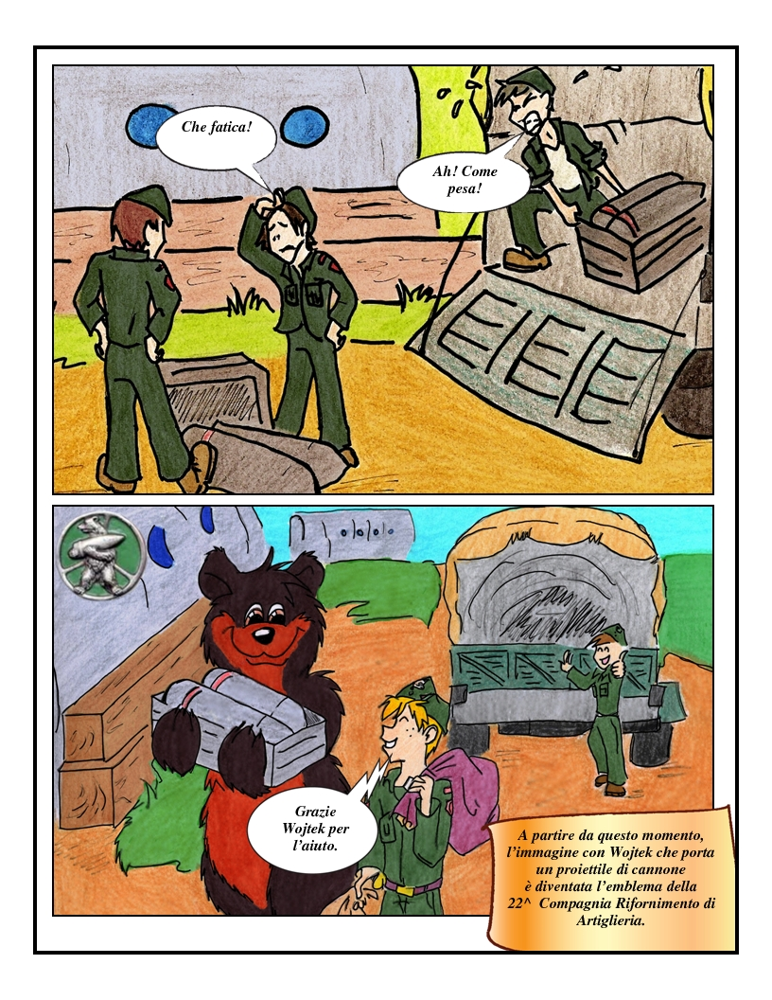 Che fatica!
Ah! Come
pesa!
Grazie
Wojtek per
l’aiuto.
A partire da questo momento,
l’immagine con Wojtek che porta
un proiettile di cannone
è diventata l’emblema della
22^ Compagnia Rifornimento di
Artiglieria.